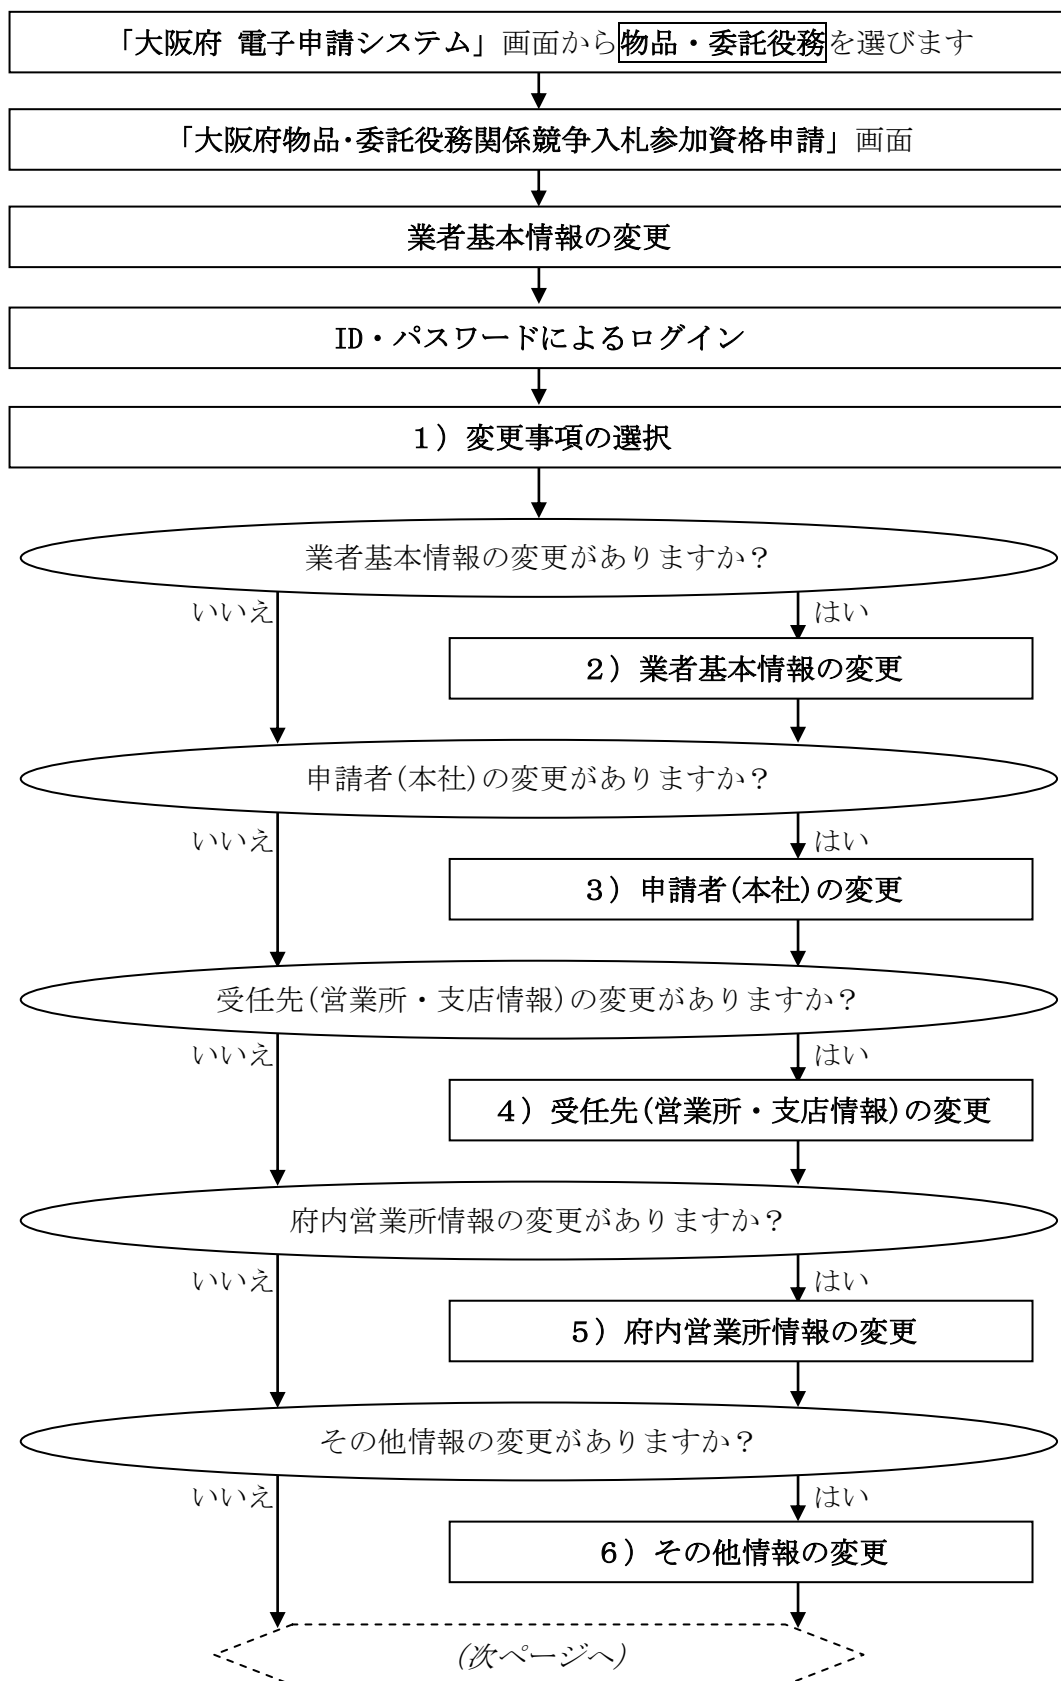 「大阪府 電子申請システム」画面から物品・委託役務を選びます
「大阪府物品・委託役務関係競争入札参加資格申請」画面
業者基本情報の変更
ID・パスワードによるログイン
１）変更事項の選択
業者基本情報の変更がありますか？
いいえ
はい
２）業者基本情報の変更
申請者(本社)の変更がありますか？
いいえ
はい
３）申請者(本社)の変更
受任先(営業所・支店情報)の変更がありますか？
いいえ
はい
４）受任先(営業所・支店情報)の変更
府内営業所情報の変更がありますか？
いいえ
はい
５）府内営業所情報の変更
その他情報の変更がありますか？
いいえ
はい
６）その他情報の変更
(次ページへ)